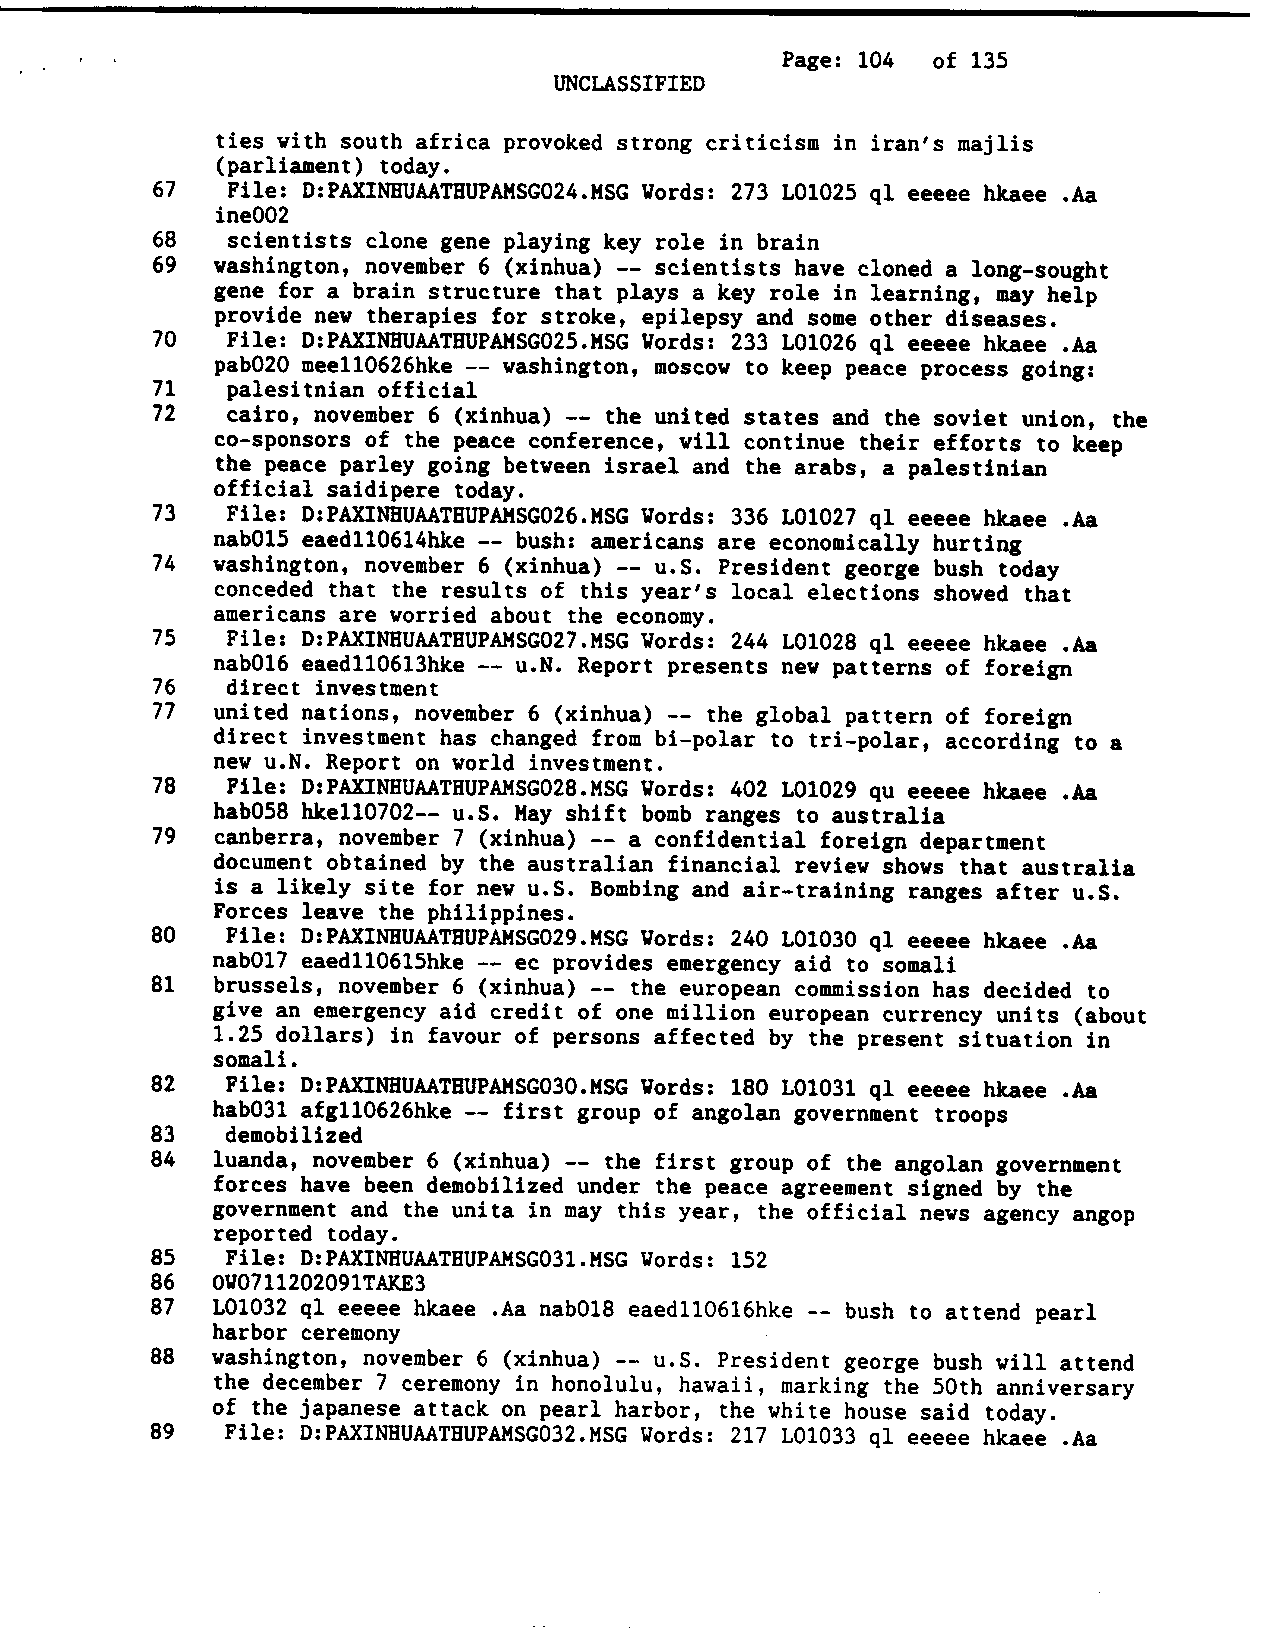 Page: 104 of 135
UNCLASSIFIED
ties with south africa provoked strong criticism in iran's majlis
(parliament) today.
67 File: D:PAXINHUAATHUPAMSG024.MSG Words: 273 L01025 ql eeeee hkaee .Aa
ine002
68 scientists clone gene playing key role in brain
69 washington, november 6 (xinhua) -- scientists have cloned a long-sought
gene for a brain structure that plays a key role in learning, may help
provide new therapies for stroke, epilepsy and some other diseases.
70 File: D:PAXINHUAATHUPAMSG025.MSG Words: 233 L01026 ql eeeee hkaee .Aa
pab020 mee110626hke -- washington, moscow to keep peace process going:
71 palesitnian official
72 cairo, november 6 (xinhua) -- the united states and the soviet union, the
co-sponsors of the peace conference, will continue their efforts to keep
the peace parley going between israel and the arabs, a palestinian
official saidipere today.
73 File: D:PAXINHUAATHUPAMSG026.MSG Words: 336 L01027 ql eeeee hkaee .Aa
nab015 eaed110614hke -- bush: americans are economically hurting
74 washington, november 6 (xinhua) -- u.S. President george bush today
conceded that the results of this year's local elections showed that
americans are worried about the economy.
75 File: D:PAXINHUAATHUPAMSG027.MSG Words: 244 L01028 ql eeeee hkaee .Aa
nab016 eaed110613hke -- u.N. Report presents new patterns of foreign
76 direct investment
77 united nations, november 6 (xinhua) -- the global pattern of foreign
direct investment has changed from bi-polar to tri-polar, according to a
new u.N. Report on world investment.
78 File: D:PAXINHUAATHUPAMSG028.MSG Words: 402 L01029 qu eeeee hkaee .Aa
hab058 hke110702-- u.S. May shift bomb ranges to australia
79 canberra, november 7 (xinhua) -- a confidential foreign department
document obtained by the australian financial review shows that australia
is a likely site for new u.S. Bombing and air-training ranges after u.S.
Forces leave the philippines.
80 File: D:PAXINHUAATHUPAMSG029.MSG Words: 240 L01030 ql eeeee hkaee .Aa
nab017 eaed110615hke -- ec provides emergency aid to somali
81 brussels, november 6 (xinhua) -- the european commission has decided to
give an emergency aid credit of one million european currency units (about
1.25 dollars) in favour of persons affected by the present situation in
somali.
82 File: D:PAXINHUAATHUPAMSG030.MSG Words: 180 L01031 ql eeeee hkaee .Aa
hab031 afg110626hke -- first group of angolan government troops
83 demobilized
84 luanda, november 6 (xinhua) -- the first group of the angolan government
forces have been demobilized under the peace agreement signed by the
government and the unita in may this year, the official news agency angop
reported today.
85 File: D:PAXINHUAATHUPAMSG031.MSG Words: 152
86 OW0711202091TAKE3
87 L01032 ql eeeee hkaee .Aa nab018 eaed110616hke -- bush to attend pearl
harbor ceremony
88 washington, november 6 (xinhua) -- u.S. President george bush will attend
the december 7 ceremony in honolulu, hawaii, marking the 50th anniversary
of the japanese attack on pearl harbor, the white house said today.
89 File: D:PAXINHUAATHUPAMSG032.MSG Words: 217 L01033 ql eeeee hkaee .Aa